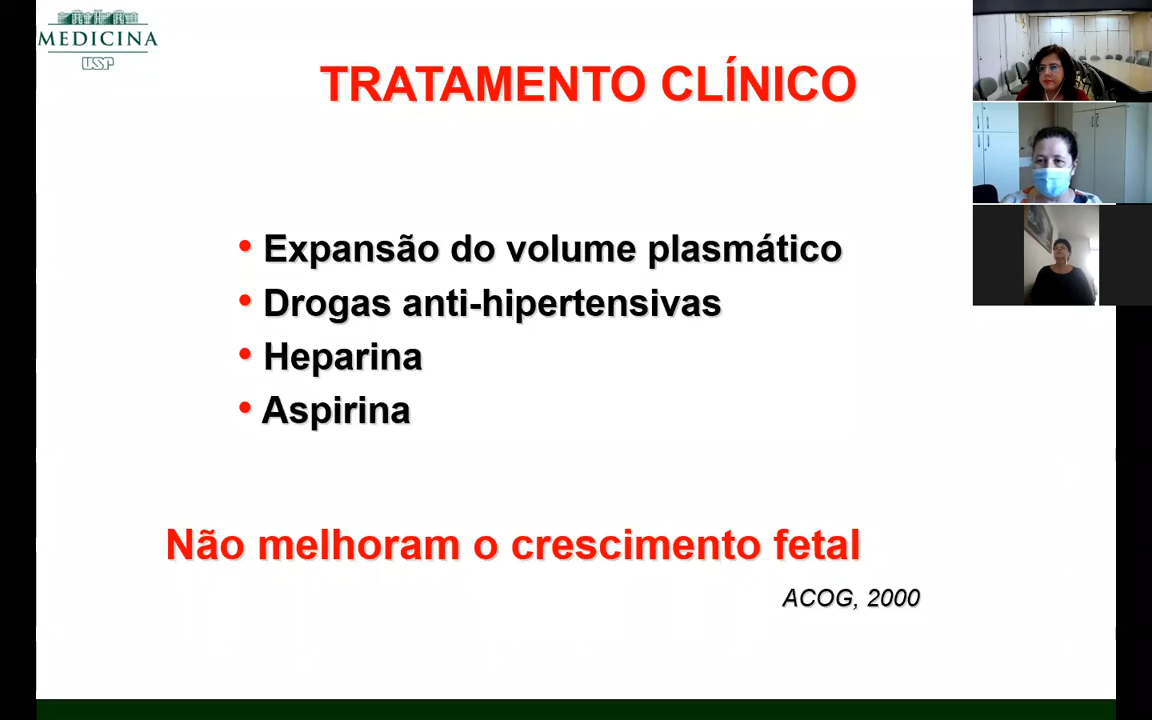 MEDICINA
USP
TRATAMENTO CLÍNICO
• Expansão do volume plasmático
• Drogas anti-hipertensivas
• Heparina
• Aspirina
Não melhoram o crescimento fetal
ACOG, 2000